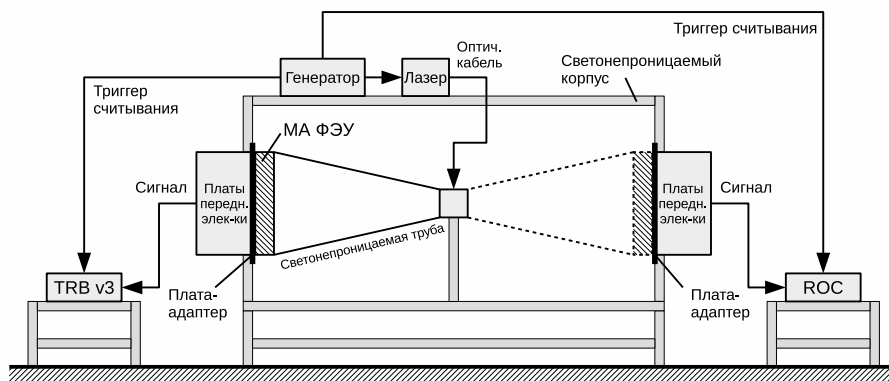 Триггер считывания
Оптич.
кабель
Светонепроницаемый
корпус
Генератор
Лазер
Триггер
считывания
МА ФЭУ
Сигнал
Платы
передн.
элек-ки
Платы
передн.
элек-ки
Сигнал
Светонепроницаемая труба
TRB v3
Плата-
адаптер
Плата-
адаптер
ROC